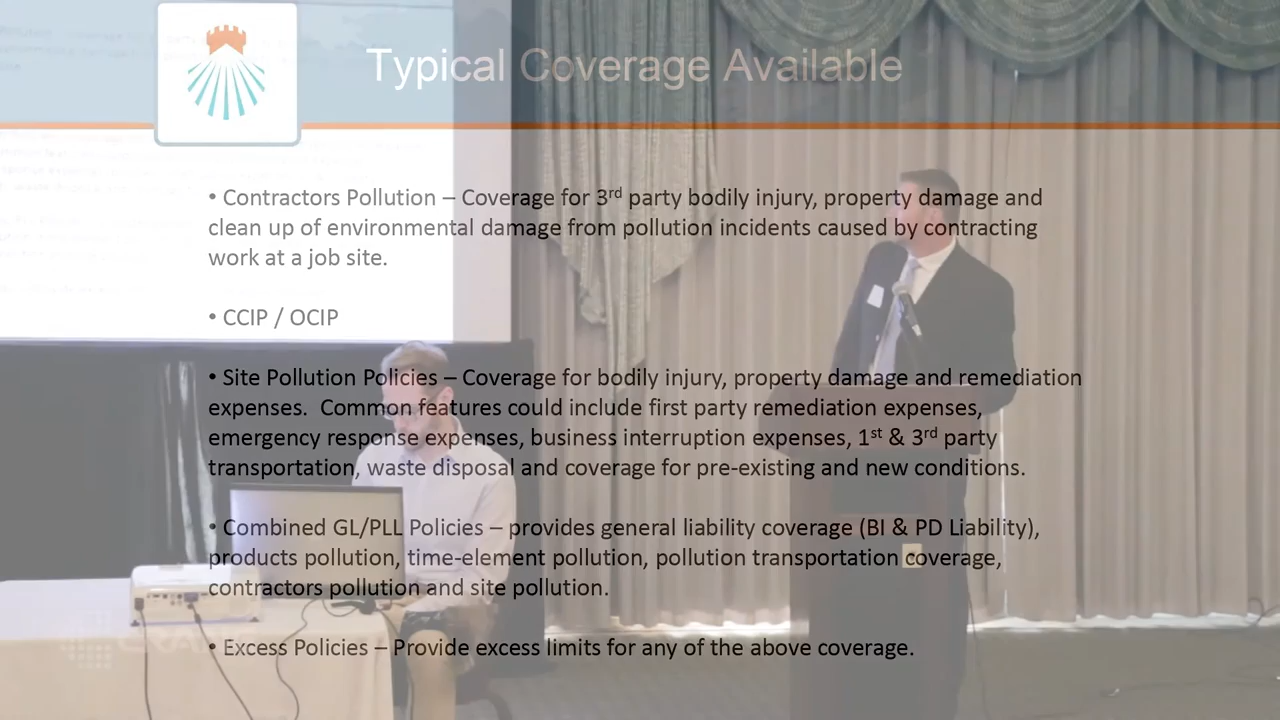 Typical Coverage Available
• Contractors Pollution – Coverage for 3rd party bodily injury, property damage and
clean up of environmental damage from pollution incidents caused by contracting
work at a job site.
• CCIP / OCIP
• Site Pollution Policies – Coverage for bodily injury, property damage and remediation
expenses.  Common features could include first party remediation expenses,
emergency response expenses, business interruption expenses, 1st & 3rd party
transportation, waste disposal and coverage for pre-existing and new conditions.
• Combined GL/PLL Policies – provides general liability coverage (BI & PD Liability),
products pollution, time-element pollution, pollution transportation coverage,
contractors pollution and site pollution.
• Excess Policies – Provide excess limits for any of the above coverage.